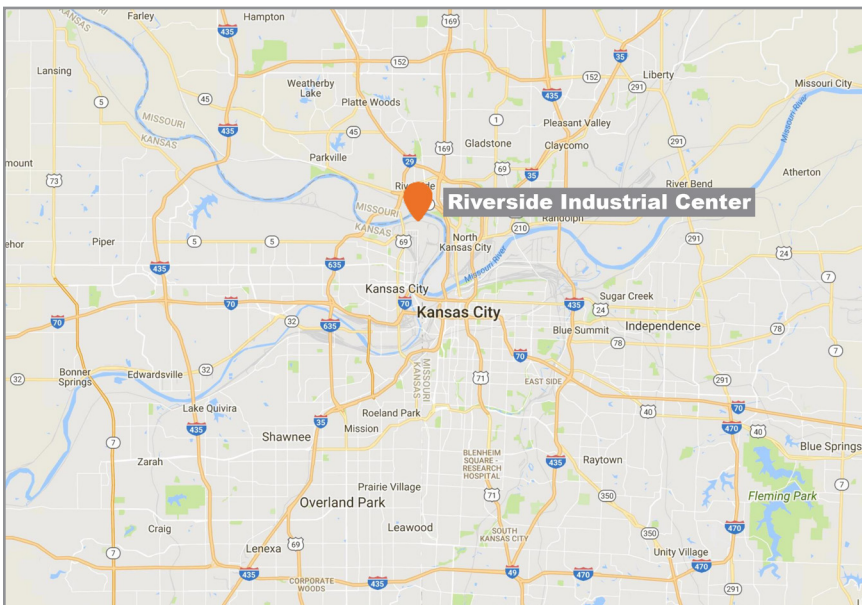 Farley
Hampton
169
435
35
Lansing
152
Liberty
Weatherby
Lake
152
291
Missouri City
5
45
Platte Woods
435
1
MISSOURI
KANSAS
Pleasant Valley
Missouri River
435
45
169
Gladstone
Claycomo
291
Parkville
29
69
35
73
Atherton
River Bend
MISSOURI
KANSAS
Riverside Industrial Center
Randolph
210
Piper
5
5
69
North
Kansas City
291
24
435
635
Missouri River
7
Kansas City
70
70
70
Kansas City
435
Sugar Creek
24
32
635
Blue Summit
Independence
78
78
70
7
Bonner
Springs
32
Edwardsville
32
MISSOURI
KANSAS
71
EAST SIDE
291
Lake Quivira
435
35
Roeland Park
Mission
40
70
470
40
Shawnee
7
Zarah
BLENHEIM
SQUARE -
RESEARCH
HOSPITAL
435
Raytown
Blue Springs
7
Prairie Village
Overland Park
71
350
Fleming Park
Craig
Leawood
SOUTH
KANSAS CITY
350
470
Lenexa
69
7
Unity Village
435
CORPORATE
WOODS
435
49
470
291